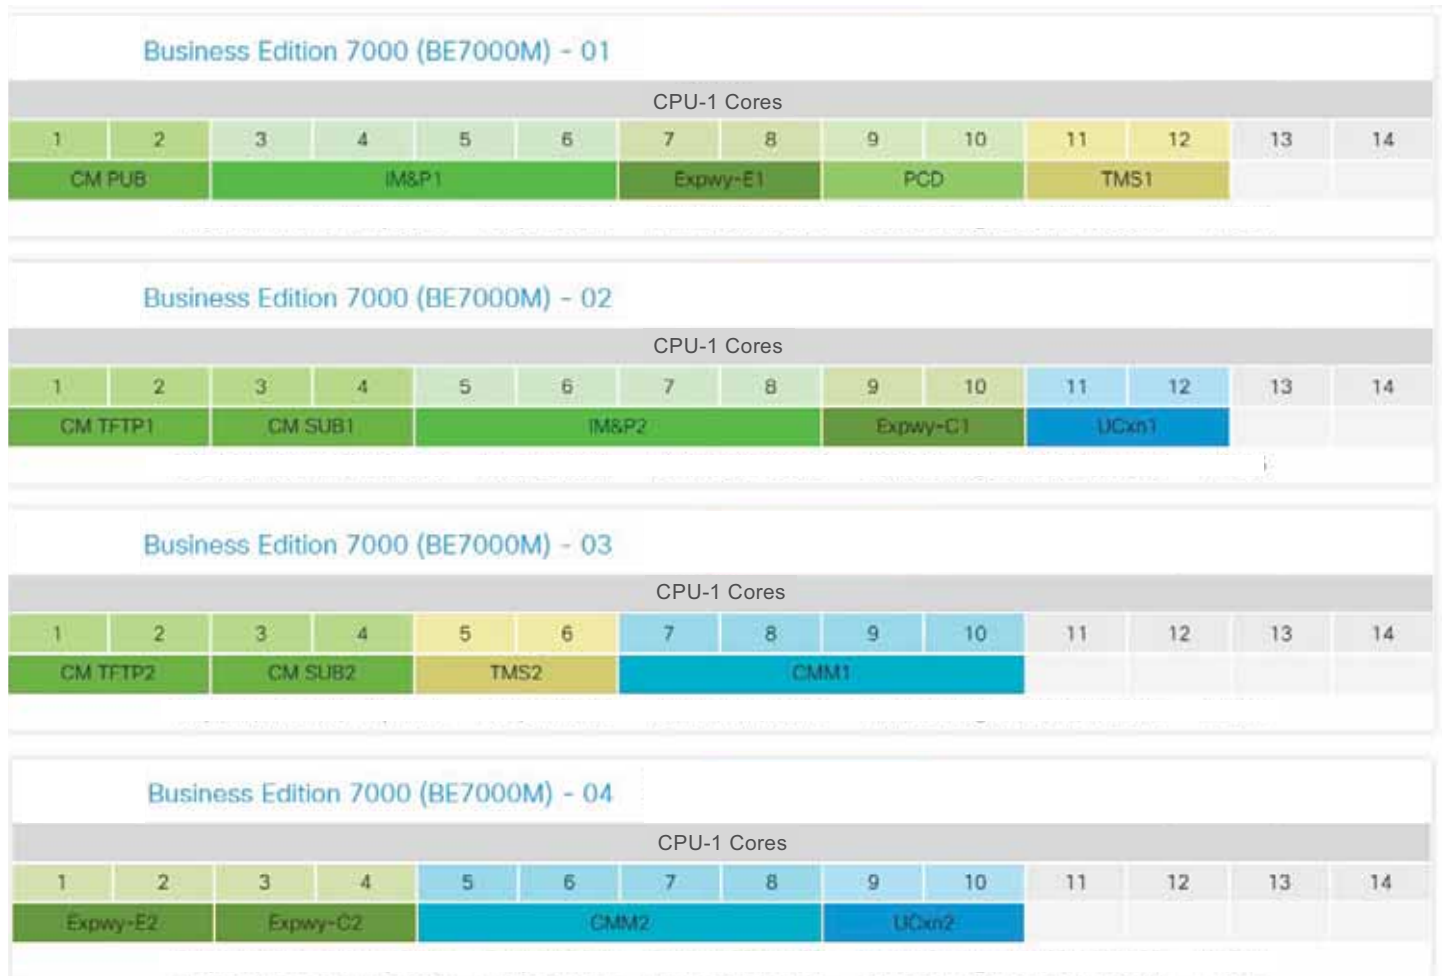 Business Edition 7000 (BE7000M) - 01
CPU-1 Cores
1 2 3 4 5 6 7 8 9 10 11 12 13 14
CM PUB IM&P1 Expwy-E1 PCD TMS1
Business Edition 7000 (BE7000M) - 02
CPU-1 Cores
1 2 3 4 5 6 7 8 9 10 11 12 13 14
CM TFTP1 CM SUB1 IM&P2 Expwy-C1 UCxn1
Business Edition 7000 (BE7000M) - 03
CPU-1 Cores
1 2 3 4 5 6 7 8 9 10 11 12 13 14
CM TFTP2 CM SUB2 TMS2 CMM1
Business Edition 7000 (BE7000M) - 04
CPU-1 Cores
1 2 3 4 5 6 7 8 9 10 11 12 13 14
Expwy-E2 Expwy-C2 CMM2 UCxn2